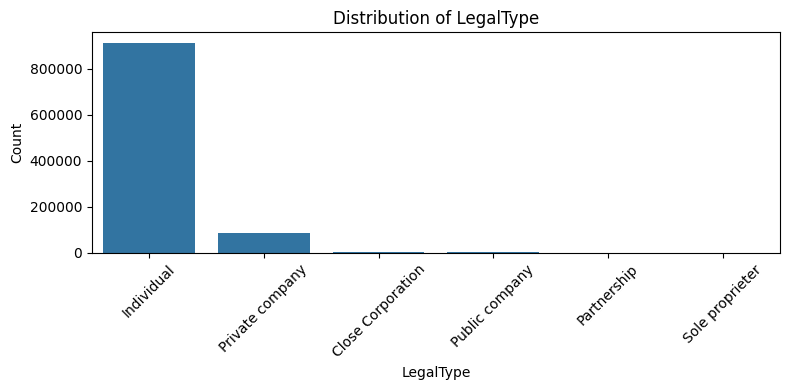 Distribution of LegalType
Count
800000
600000
400000
200000
0
Individual
Private company
Close Corporation
Public company
Partnership
Sole proprieter
LegalType